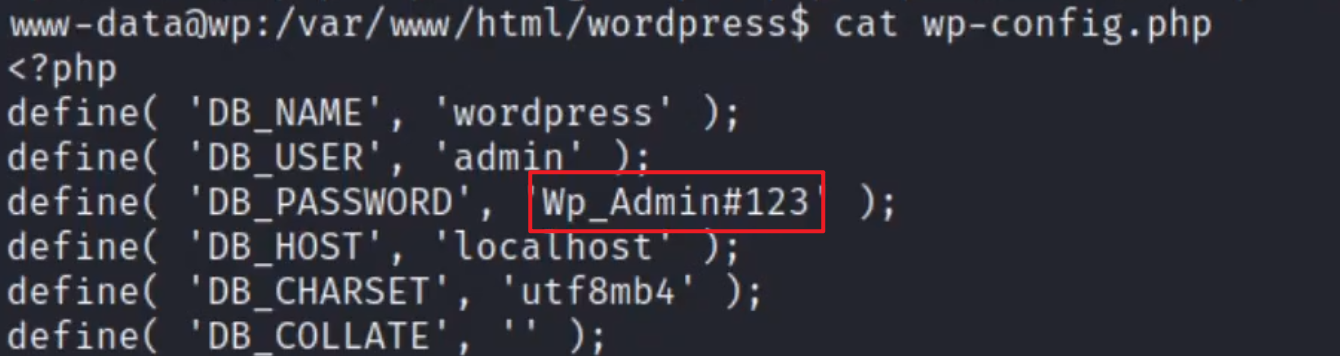 www-data@wp:/var/www/html/wordpress$ cat wp-config.php
<?php
define( 'DB_NAME', 'wordpress' );
define( 'DB_USER', 'admin' );
define( 'DB_PASSWORD', 'Wp_Admin#123' );
define( 'DB_HOST', 'localhost' );
define( 'DB_CHARSET', 'utf8mb4' );
define( 'DB_COLLATE', '' );